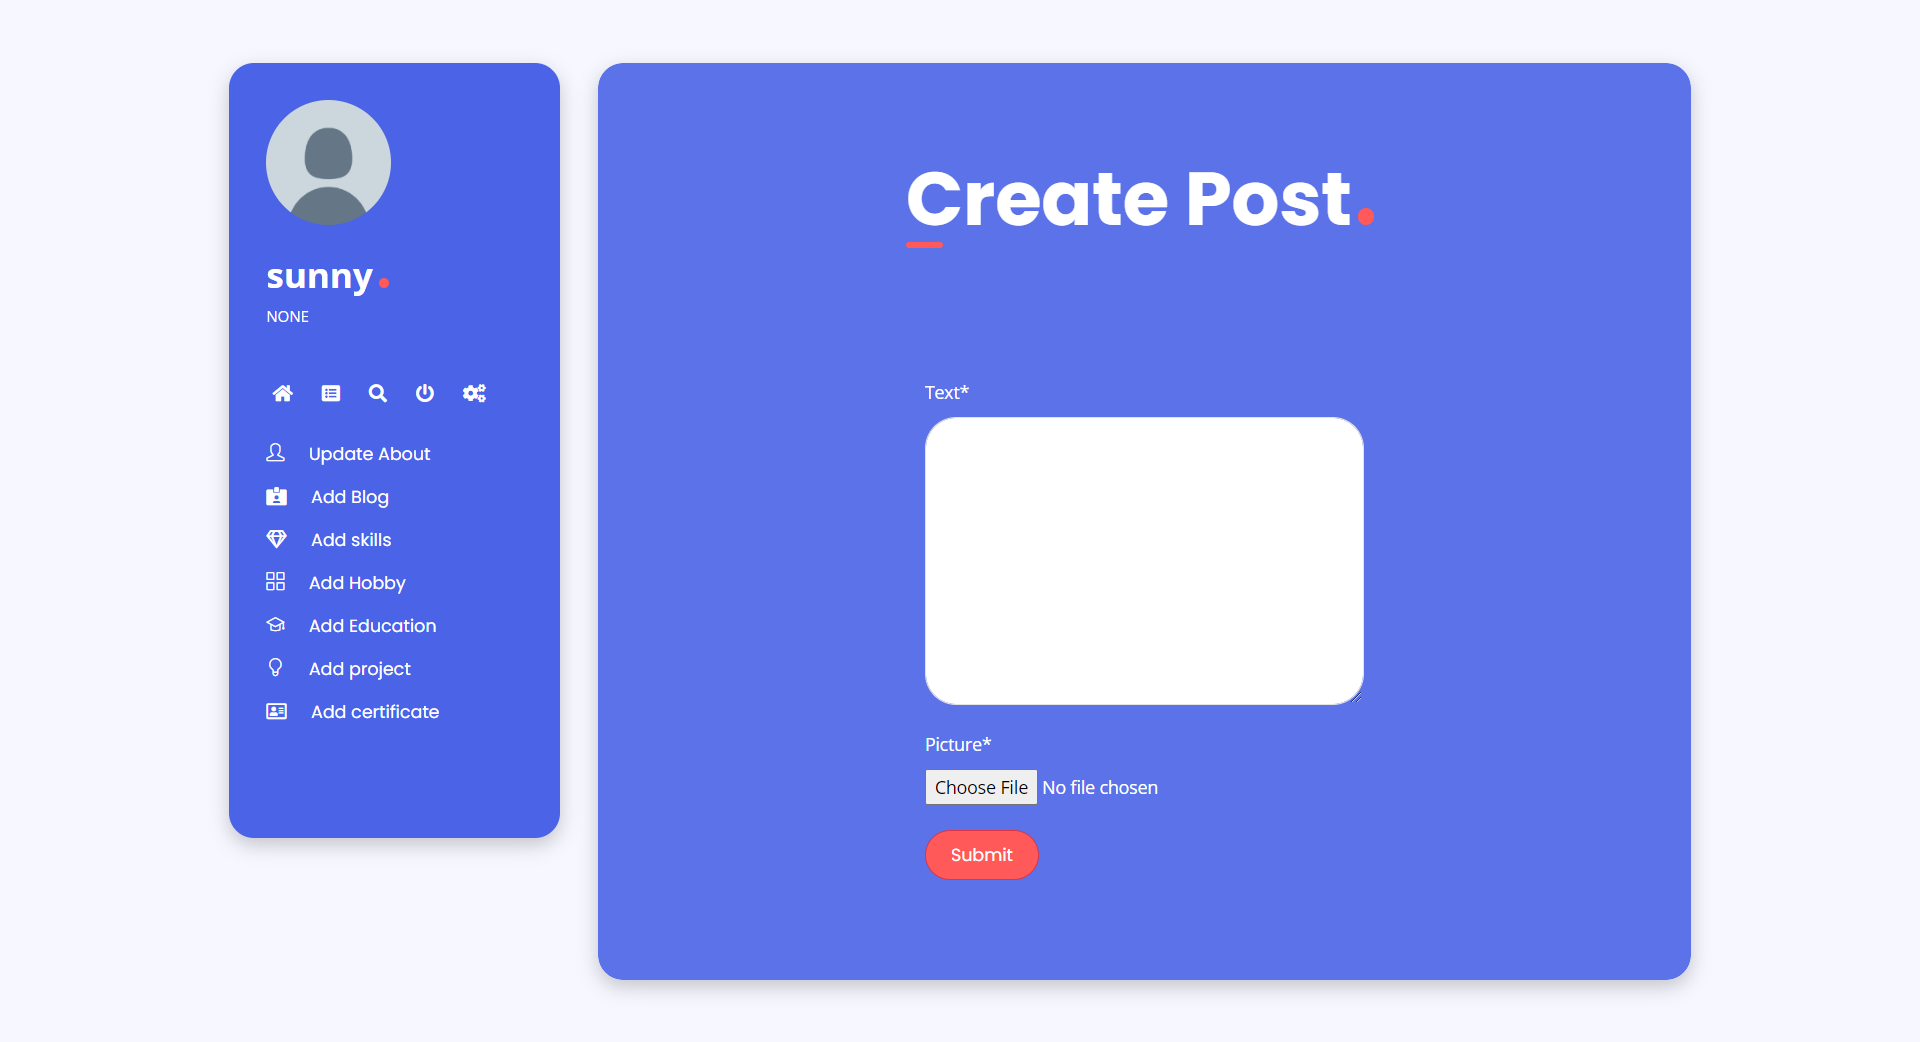 sunny.
NONE
Update About
Add Blog
Add skills
Add Hobby
Add Education
Add project
Add certificate
Create Post.
Text*
Picture*
Choose File No file chosen
Submit